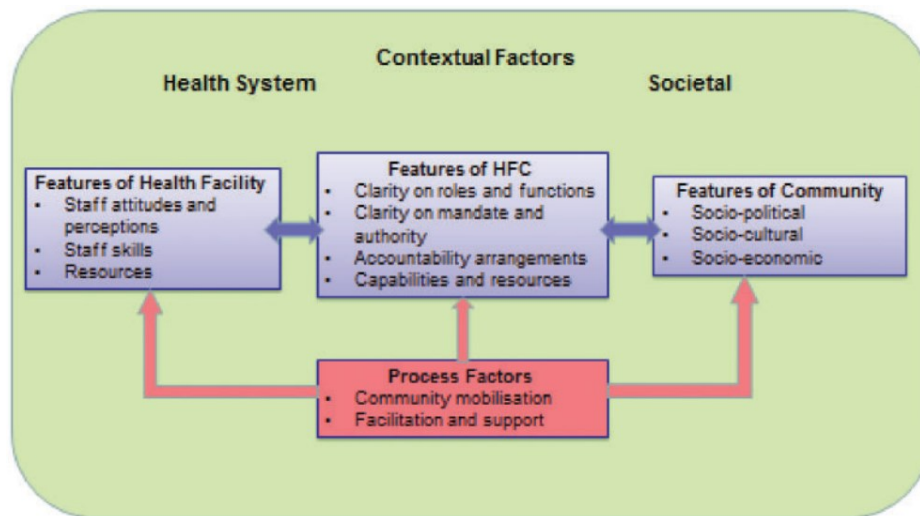 Contextual Factors
Health System
Societal
Features of Health Facility
• Staff attitudes and
perceptions
• Staff skills
• Resources
Features of HFC
• Clarity on roles and functions
• Clarity on mandate and
authority
• Accountability arrangements
• Capabilities and resources
Features of Community
• Socio-political
• Socio-cultural
• Socio-economic
Process Factors
• Community mobilisation
• Facilitation and support